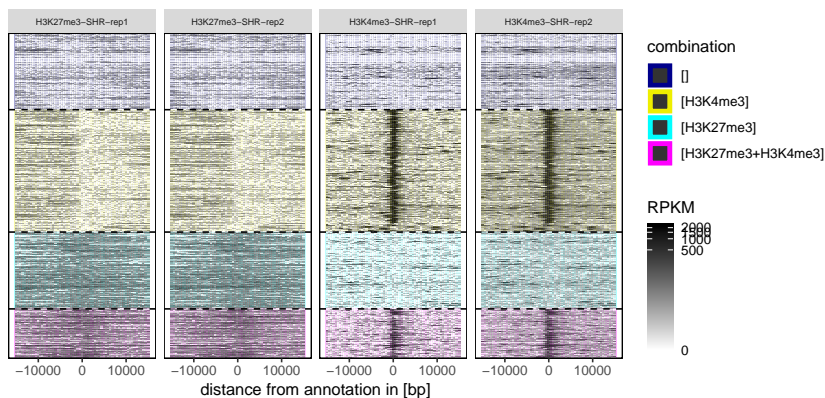 H3K27me3−SHR−rep1 H3K27me3−SHR−rep2 H3K4me3−SHR−rep1 H3K4me3−SHR−rep2
combination
[]
[H3K4me3]
[H3K27me3]
[H3K27me3+H3K4me3]
RPKM
2000
1500
1000
500
0
−10000 0 10000 −10000 0 10000 −10000 0 10000 −10000 0 10000
distance from annotation in [bp]